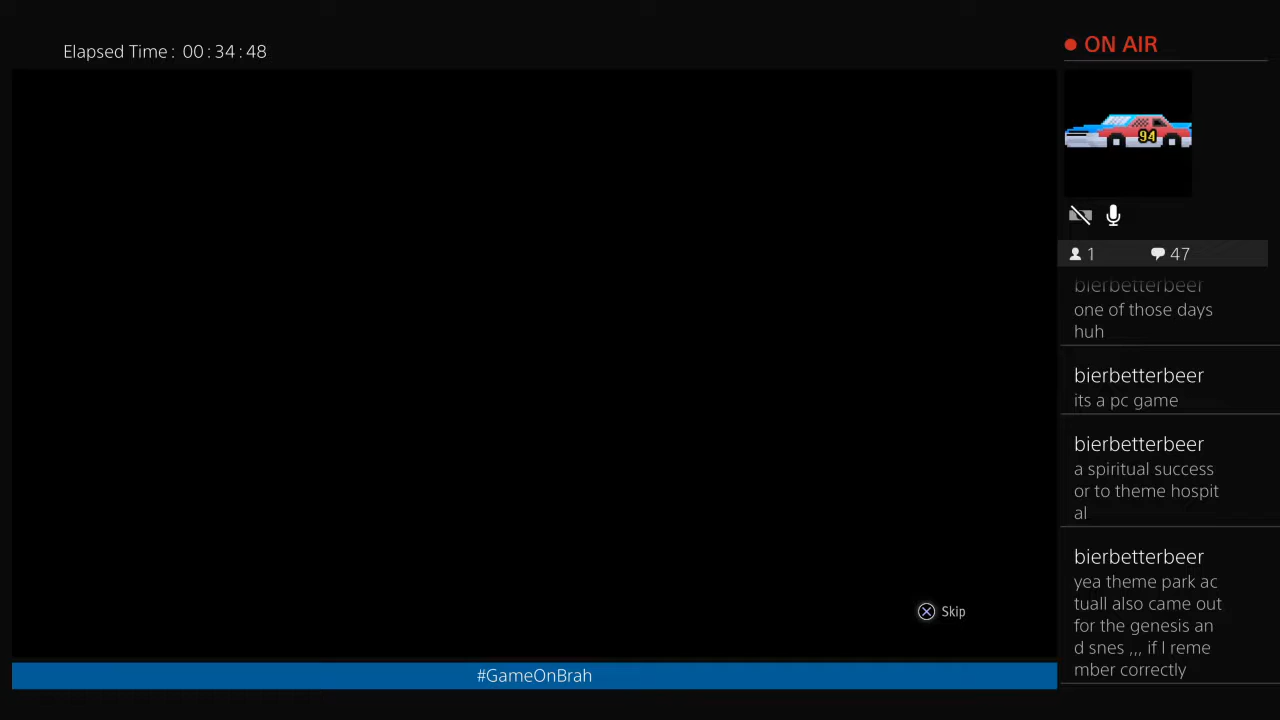 Elapsed Time : 00 : 34 : 48
ON AIR
94
1
47
bierbetterbeer
one of those days
huh
bierbetterbeer
its a pc game
bierbetterbeer
a spiritual success
or to theme hospit
al
bierbetterbeer
yea theme park ac
tuall also came out
for the genesis an
d snes ,,, if I reme
mber correctly
Skip
#GameOnBrah